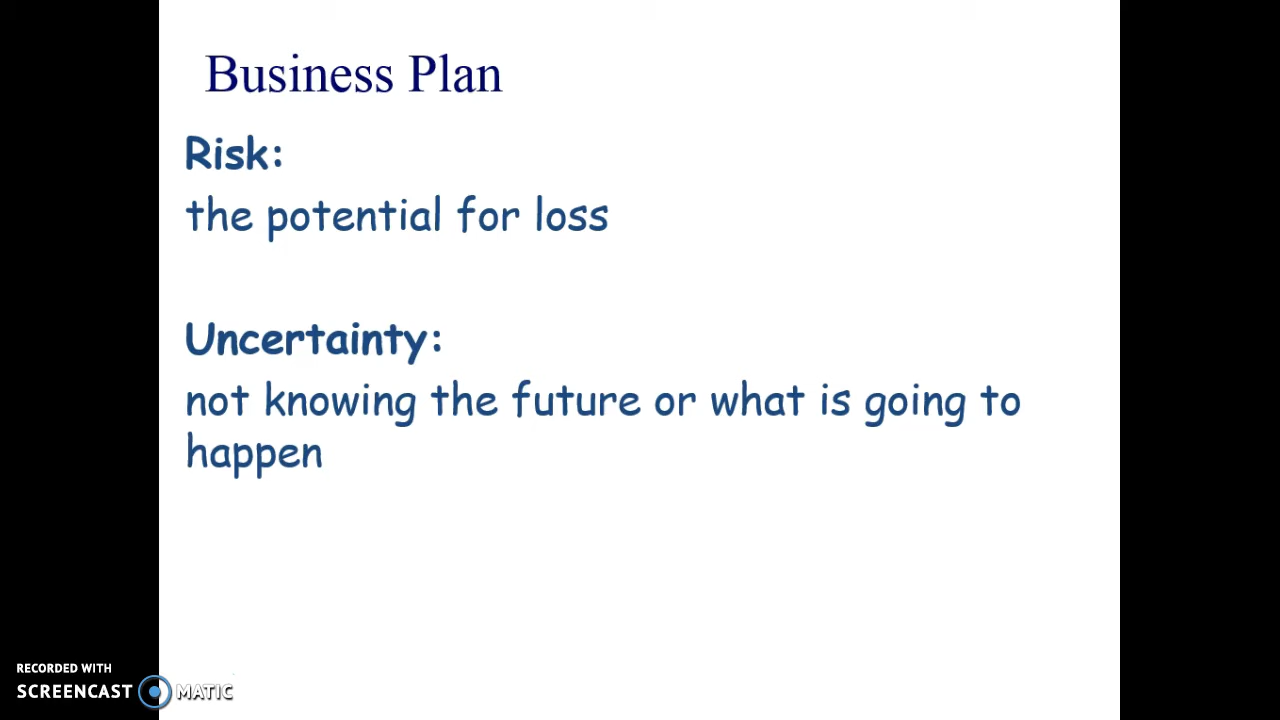 Business Plan
Risk:
the potential for loss
Uncertainty:
not knowing the future or what is going to
happen
RECORDED WITH
SCREENCAST MATIC